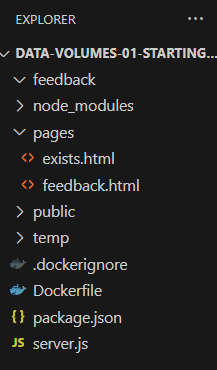 EXPLORER ...
DATA-VOLUMES-01-STARTING...
feedback
node_modules
pages
<> exists.html
<> feedback.html
public
temp
.dockerignore
Dockerfile
{} package.json
JS server.js